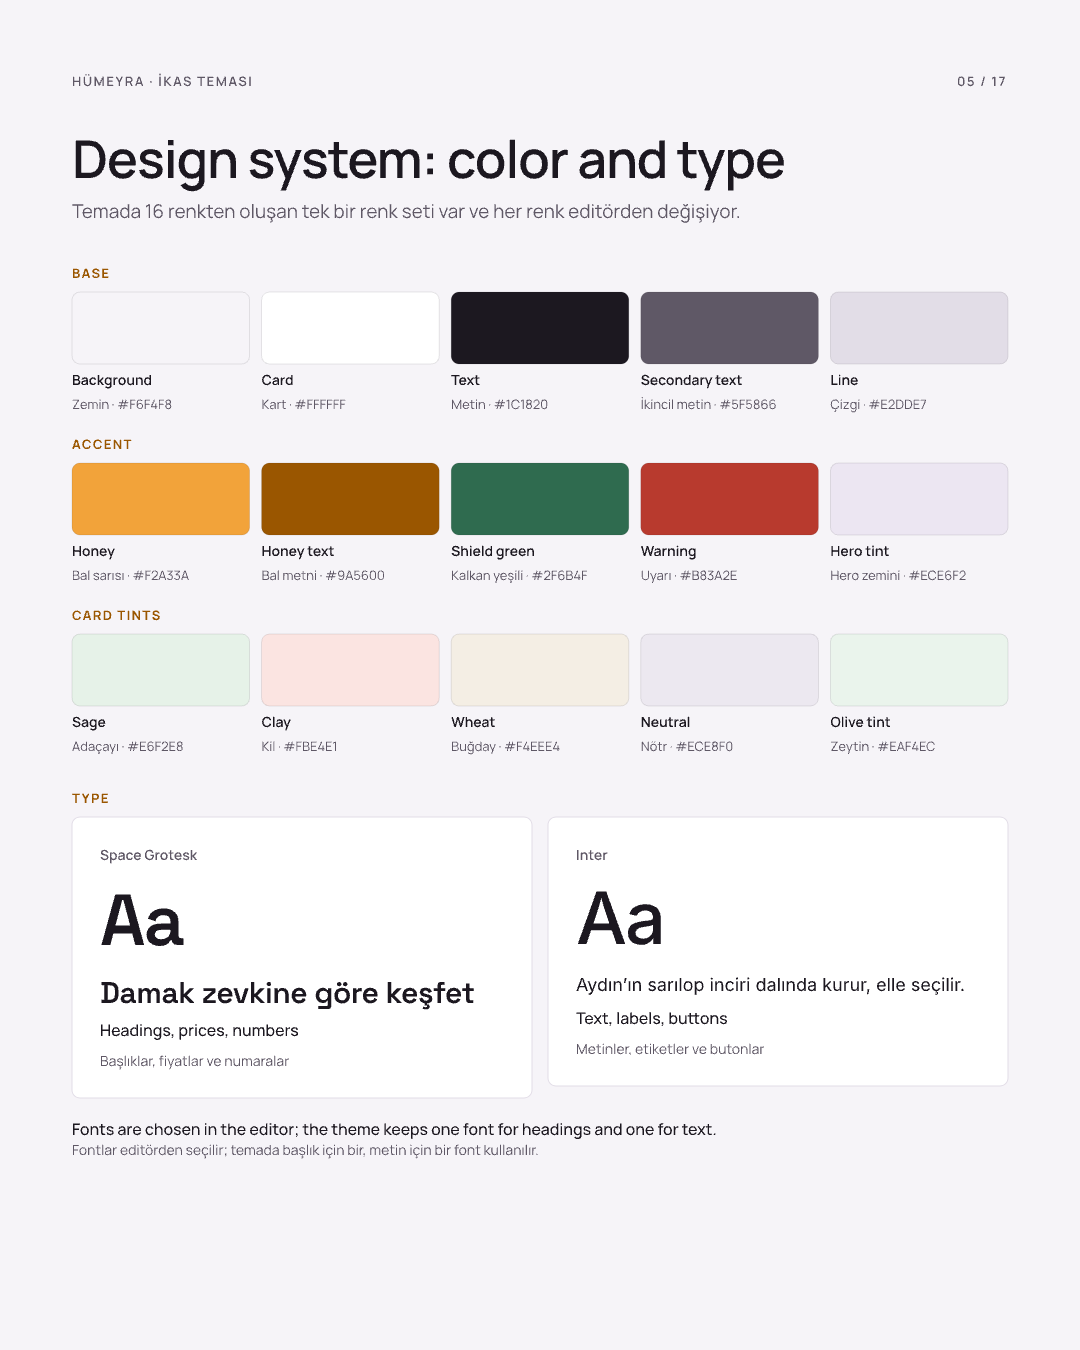 HÜMEYRA · İKAS TEMASI
05 / 17
Design system: color and type
Temada 16 renkten oluşan tek bir renk seti var ve her renk editörden değişiyor.
BASE
Background
Zemin · #F6F4F8
Card
Kart · #FFFFFF
Text
Metin · #1C1820
Secondary text
İkincil metin · #5F5866
Line
Çizgi · #E2DDE7
ACCENT
Honey
Bal sarısı · #F2A33A
Honey text
Bal metni · #9A5600
Shield green
Kalkan yeşili · #2F6B4F
Warning
Uyarı · #B83A2E
Hero tint
Hero zemini · #ECE6F2
CARD TINTS
Sage
Adaçayı · #E6F2E8
Clay
Kil · #FBE4E1
Wheat
Buğday · #F4EEE4
Neutral
Nötr · #ECE8F0
Olive tint
Zeytin · #EAF4EC
TYPE
Space Grotesk
Aa
Damak zevkine göre keşfet
Headings, prices, numbers
Başlıklar, fiyatlar ve numaralar
Inter
Aa
Aydın’ın sarılop inciri dalında kurur, elle seçilir.
Text, labels, buttons
Metinler, etiketler ve butonlar
Fonts are chosen in the editor; the theme keeps one font for headings and one for text.
Fontlar editörden seçilir; temada başlık için bir, metin için bir font kullanılır.